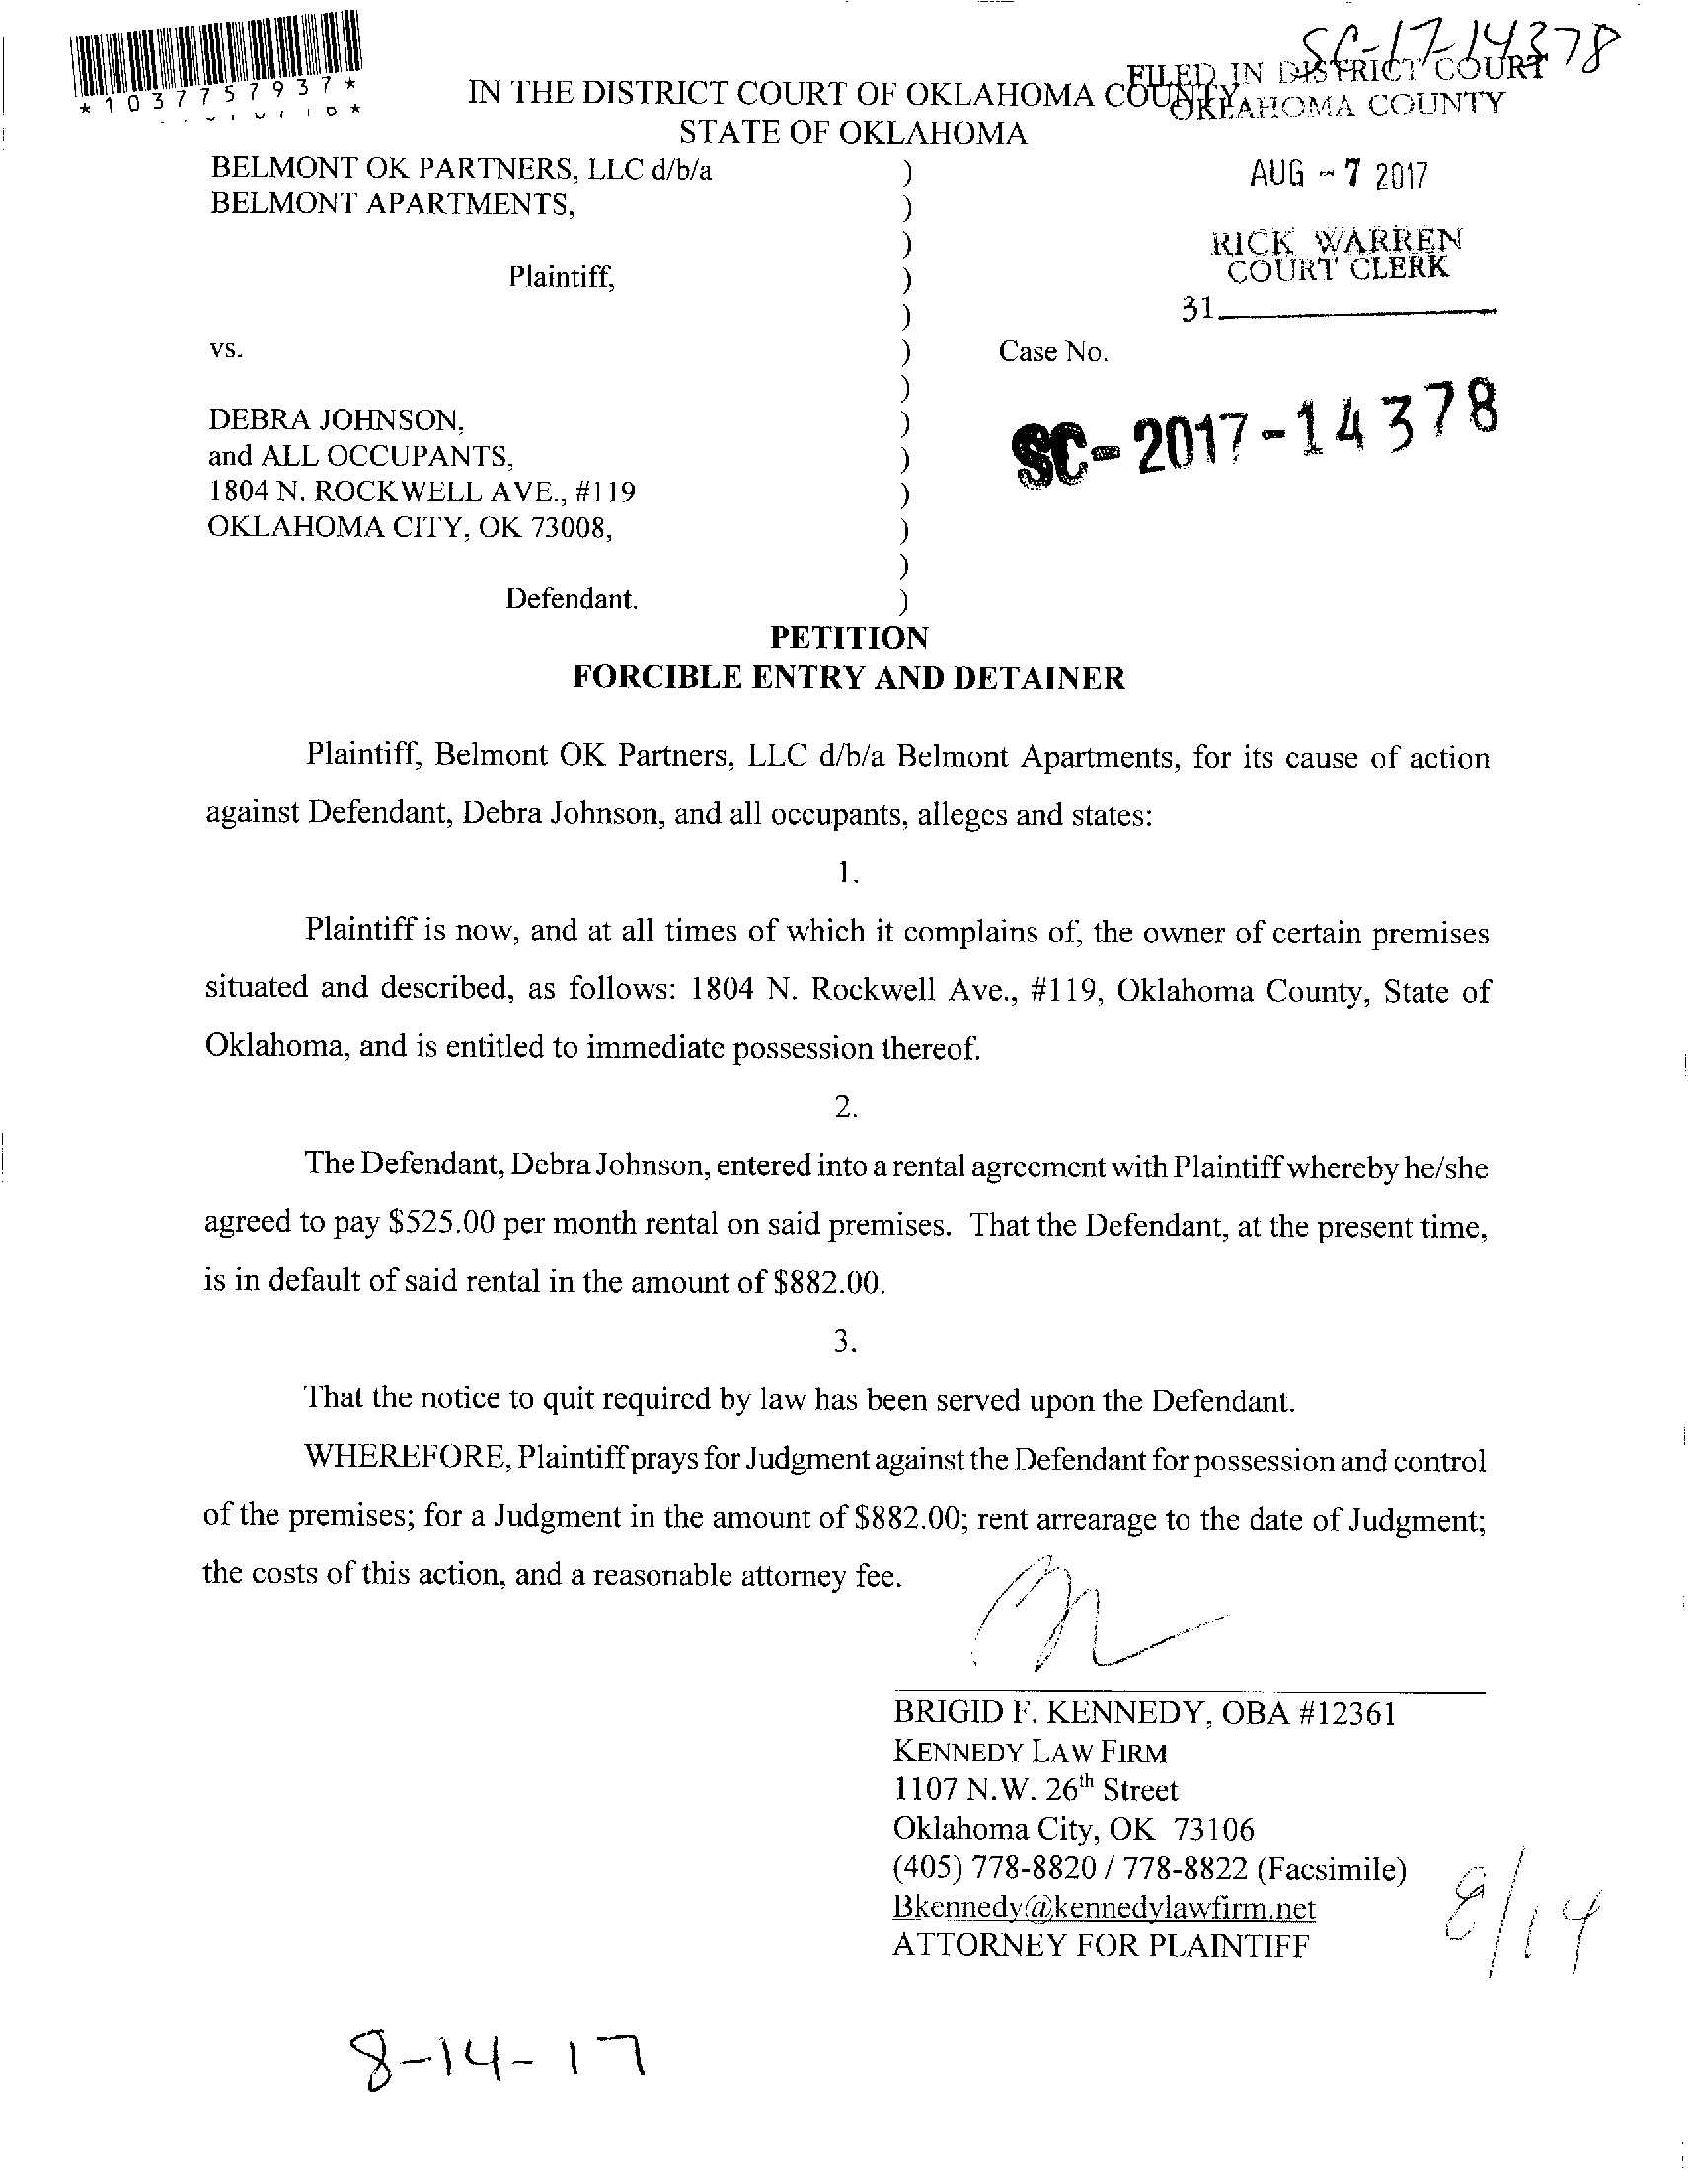 SC-17-14378
*1037757937*
FILED IN DISTRICT COURT
OKLAHOMA COUNTY
IN THE DISTRICT COURT OF OKLAHOMA COUNTY
STATE OF OKLAHOMA
BELMONT OK PARTNERS, LLC d/b/a )
BELMONT APARTMENTS, )
)
Plaintiff, )
)
vs. )
)
DEBRA JOHNSON, )
and ALL OCCUPANTS, )
1804 N. ROCKWELL AVE., #119 )
OKLAHOMA CITY, OK 73008, )
)
Defendant. )
AUG - 7 2017
RICK WARREN
COURT CLERK
31
Case No.
SC-2017-14378
PETITION
FORCIBLE ENTRY AND DETAINER
Plaintiff, Belmont OK Partners, LLC d/b/a Belmont Apartments, for its cause of action
against Defendant, Debra Johnson, and all occupants, alleges and states:
1.
Plaintiff is now, and at all times of which it complains of, the owner of certain premises
situated and described, as follows: 1804 N. Rockwell Ave., #119, Oklahoma County, State of
Oklahoma, and is entitled to immediate possession thereof.
2.
The Defendant, Debra Johnson, entered into a rental agreement with Plaintiff whereby he/she
agreed to pay $525.00 per month rental on said premises. That the Defendant, at the present time,
is in default of said rental in the amount of $882.00.
3.
That the notice to quit required by law has been served upon the Defendant.
WHEREFORE, Plaintiff prays for Judgment against the Defendant for possession and control
of the premises; for a Judgment in the amount of $882.00; rent arrearage to the date of Judgment;
the costs of this action, and a reasonable attorney fee.
BRIGID F. KENNEDY, OBA #12361
KENNEDY LAW FIRM
1107 N.W. 26th Street
Oklahoma City, OK 73106
(405) 778-8820 / 778-8822 (Facsimile)
Bkennedy@kennedylawfirm.net
ATTORNEY FOR PLAINTIFF
8/14
8-14-17